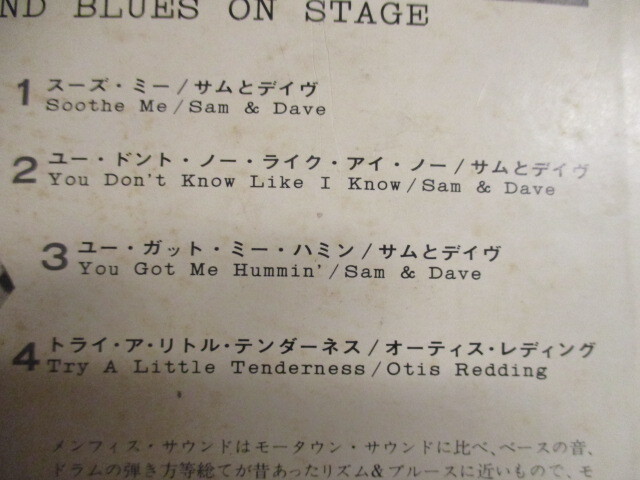 ND BLUES ON STAGE
1 スーズ・ミー/サムとデイヴ
Soothe Me/Sam & Dave
2 ユー・ドント・ノー・ライク・アイ・ノー/サムとデイヴ
You Don't Know Like I Know/Sam & Dave
3 ユー・ガット・ミー・ハミン/サムとデイヴ
You Got Me Hummin'/Sam & Dave
4 トライ・ア・リトル・テンダーネス/オーティス・レディング
Try A Little Tenderness/Otis Redding
メンフィス・サウンドはモータウン・サウンドに比べ、ベースの音、
ドラムの弾き方等総てが昔あったリズム&ブルースに近いもので、モ